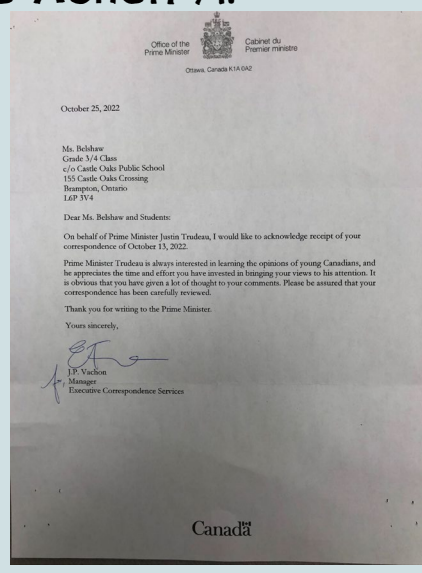 Office of the
Prime Minister
Cabinet du
Premier ministre
Ottawa, Canada K1A 0A2
October 25, 2022
Ms. Belshaw
Grade 3/4 Class
c/o Castle Oaks Public School
155 Castle Oaks Crossing
Brampton, Ontario
L6P 3V4
Dear Ms. Belshaw and Students:
On behalf of Prime Minister Justin Trudeau, I would like to acknowledge receipt of your
correspondence of October 13, 2022.
Prime Minister Trudeau is always interested in learning the opinions of young Canadians, and
he appreciates the time and effort you have invested in bringing your views to his attention. It
is obvious that you have given a lot of thought to your comments. Please be assured that your
correspondence has been carefully reviewed.
Thank you for writing to the Prime Minister.
Yours sincerely,
J.P. Vachon
Manager
Executive Correspondence Services
Canada